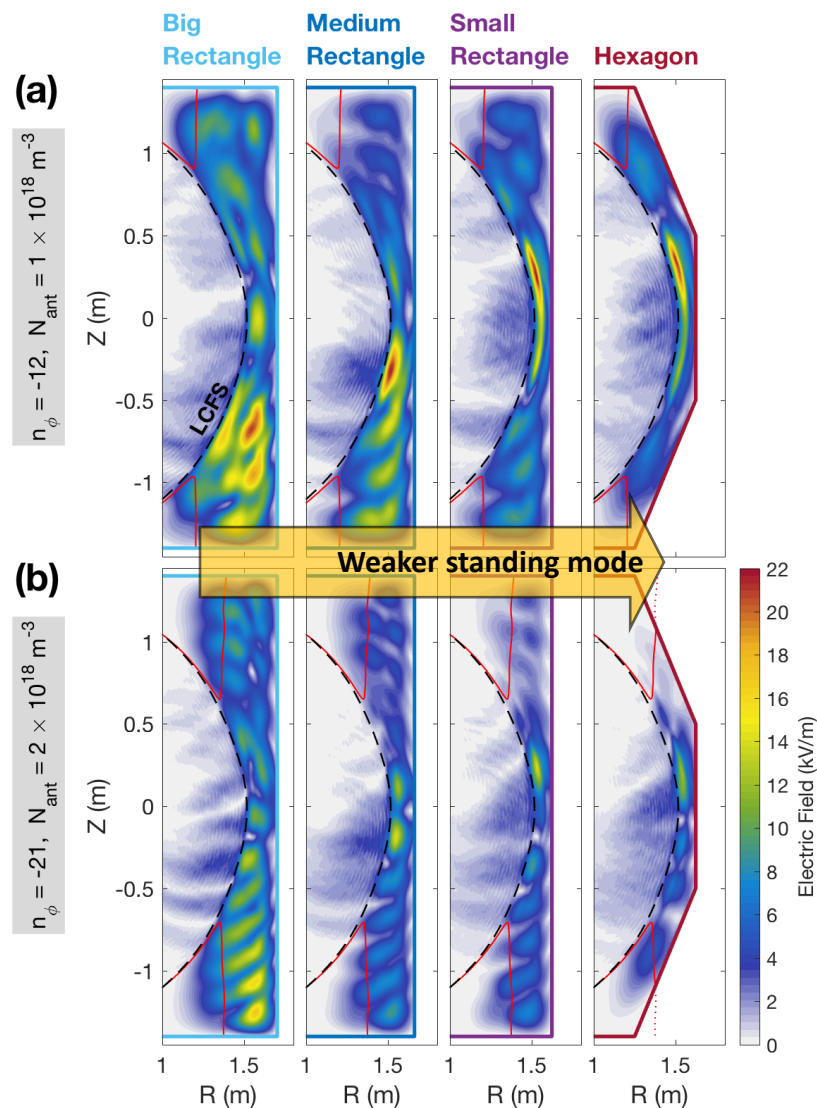 Big
Rectangle
Medium
Rectangle
Small
Rectangle
Hexagon
(a)
n_ϕ = -12, N_ant = 1 × 10^18 m^-3
Z (m)
1
0.5
0
-0.5
-1
LCFS
Weaker standing mode
(b)
n_ϕ = -21, N_ant = 2 × 10^18 m^-3
Z (m)
1
0.5
0
-0.5
-1
1
1.5
1
1.5
1
1.5
1
1.5
R (m)
R (m)
R (m)
R (m)
22
20
18
16
14
12
10
8
6
4
2
0
Electric Field (kV/m)